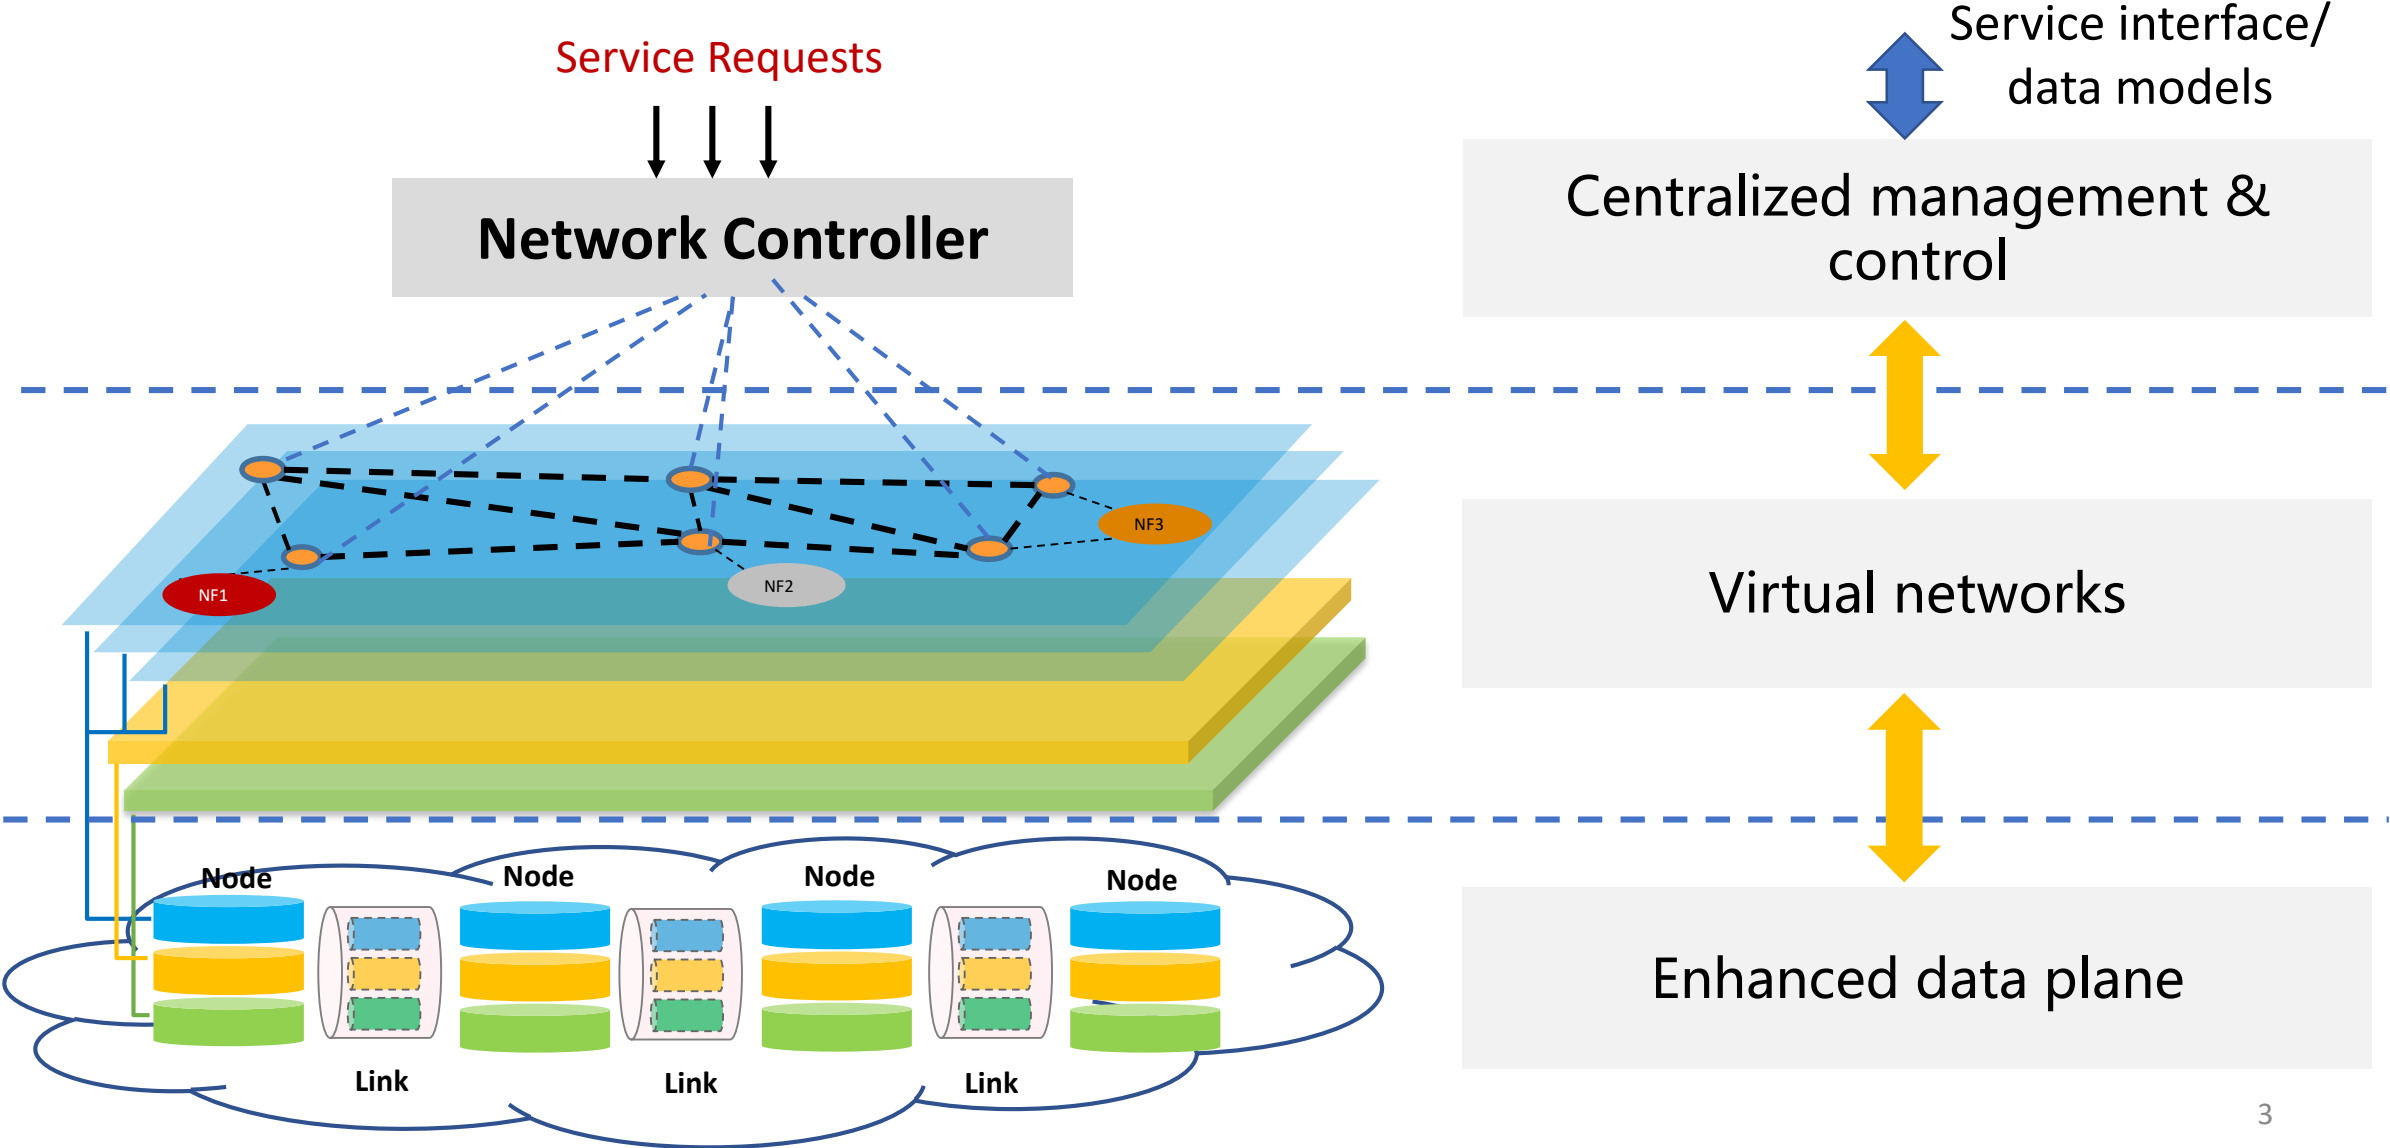 Service Requests
Network Controller
NF1
NF2
NF3
Node
Node
Node
Node
Link
Link
Link
Service interface/
data models
Centralized management &
control
Virtual networks
Enhanced data plane
3